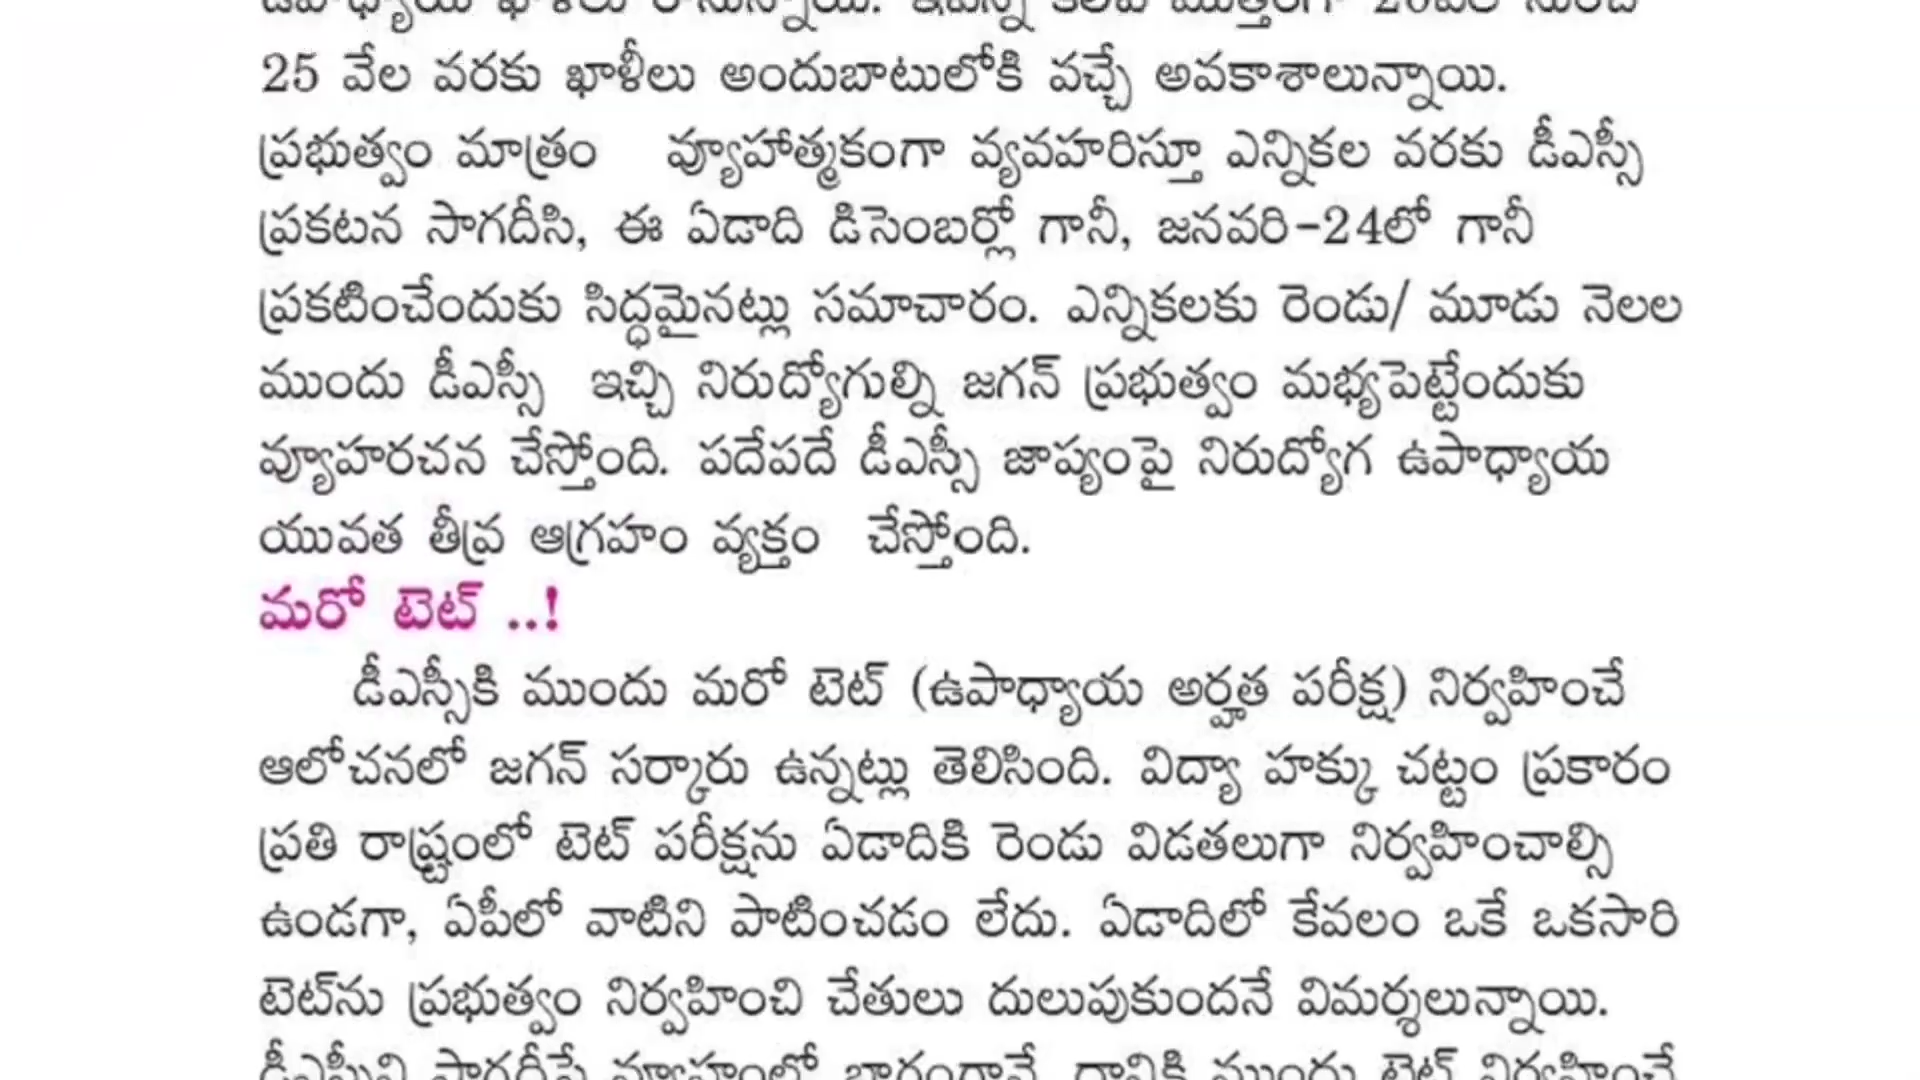 25 వేల వరకు ఖాళీలు అందుబాటులోకి వచ్చే అవకాశాలున్నాయి.
ప్రభుత్వం మాత్రం వ్యూహాత్మకంగా వ్యవహరిస్తూ ఎన్నికల వరకు డీఎస్సీ
ప్రకటన సాగదీసి, ఈ ఏడాది డిసెంబర్లో గానీ, జనవరి-24లో గానీ
ప్రకటించేందుకు సిద్ధమైనట్లు సమాచారం. ఎన్నికలకు రెండు/ మూడు నెలల
ముందు డీఎస్సీ ఇచ్చి నిరుద్యోగుల్ని జగన్ ప్రభుత్వం మభ్యపెట్టేందుకు
వ్యూహరచన చేస్తోంది. పదేపదే డీఎస్సీ జాప్యంపై నిరుద్యోగ ఉపాధ్యాయ
యువత తీవ్ర ఆగ్రహం వ్యక్తం చేస్తోంది.
మరో టెట్ ..!
డీఎస్సీకి ముందు మరో టెట్ (ఉపాధ్యాయ అర్హత పరీక్ష) నిర్వహించే
ఆలోచనలో జగన్ సర్కారు ఉన్నట్లు తెలిసింది. విద్యా హక్కు చట్టం ప్రకారం
ప్రతి రాష్ట్రంలో టెట్ పరీక్షను ఏడాదికి రెండు విడతలుగా నిర్వహించాల్సి
ఉండగా, ఏపీలో వాటిని పాటించడం లేదు. ఏడాదిలో కేవలం ఒకే ఒకసారి
టెట్‌ను ప్రభుత్వం నిర్వహించి చేతులు దులుపుకుందనే విమర్శలున్నాయి.